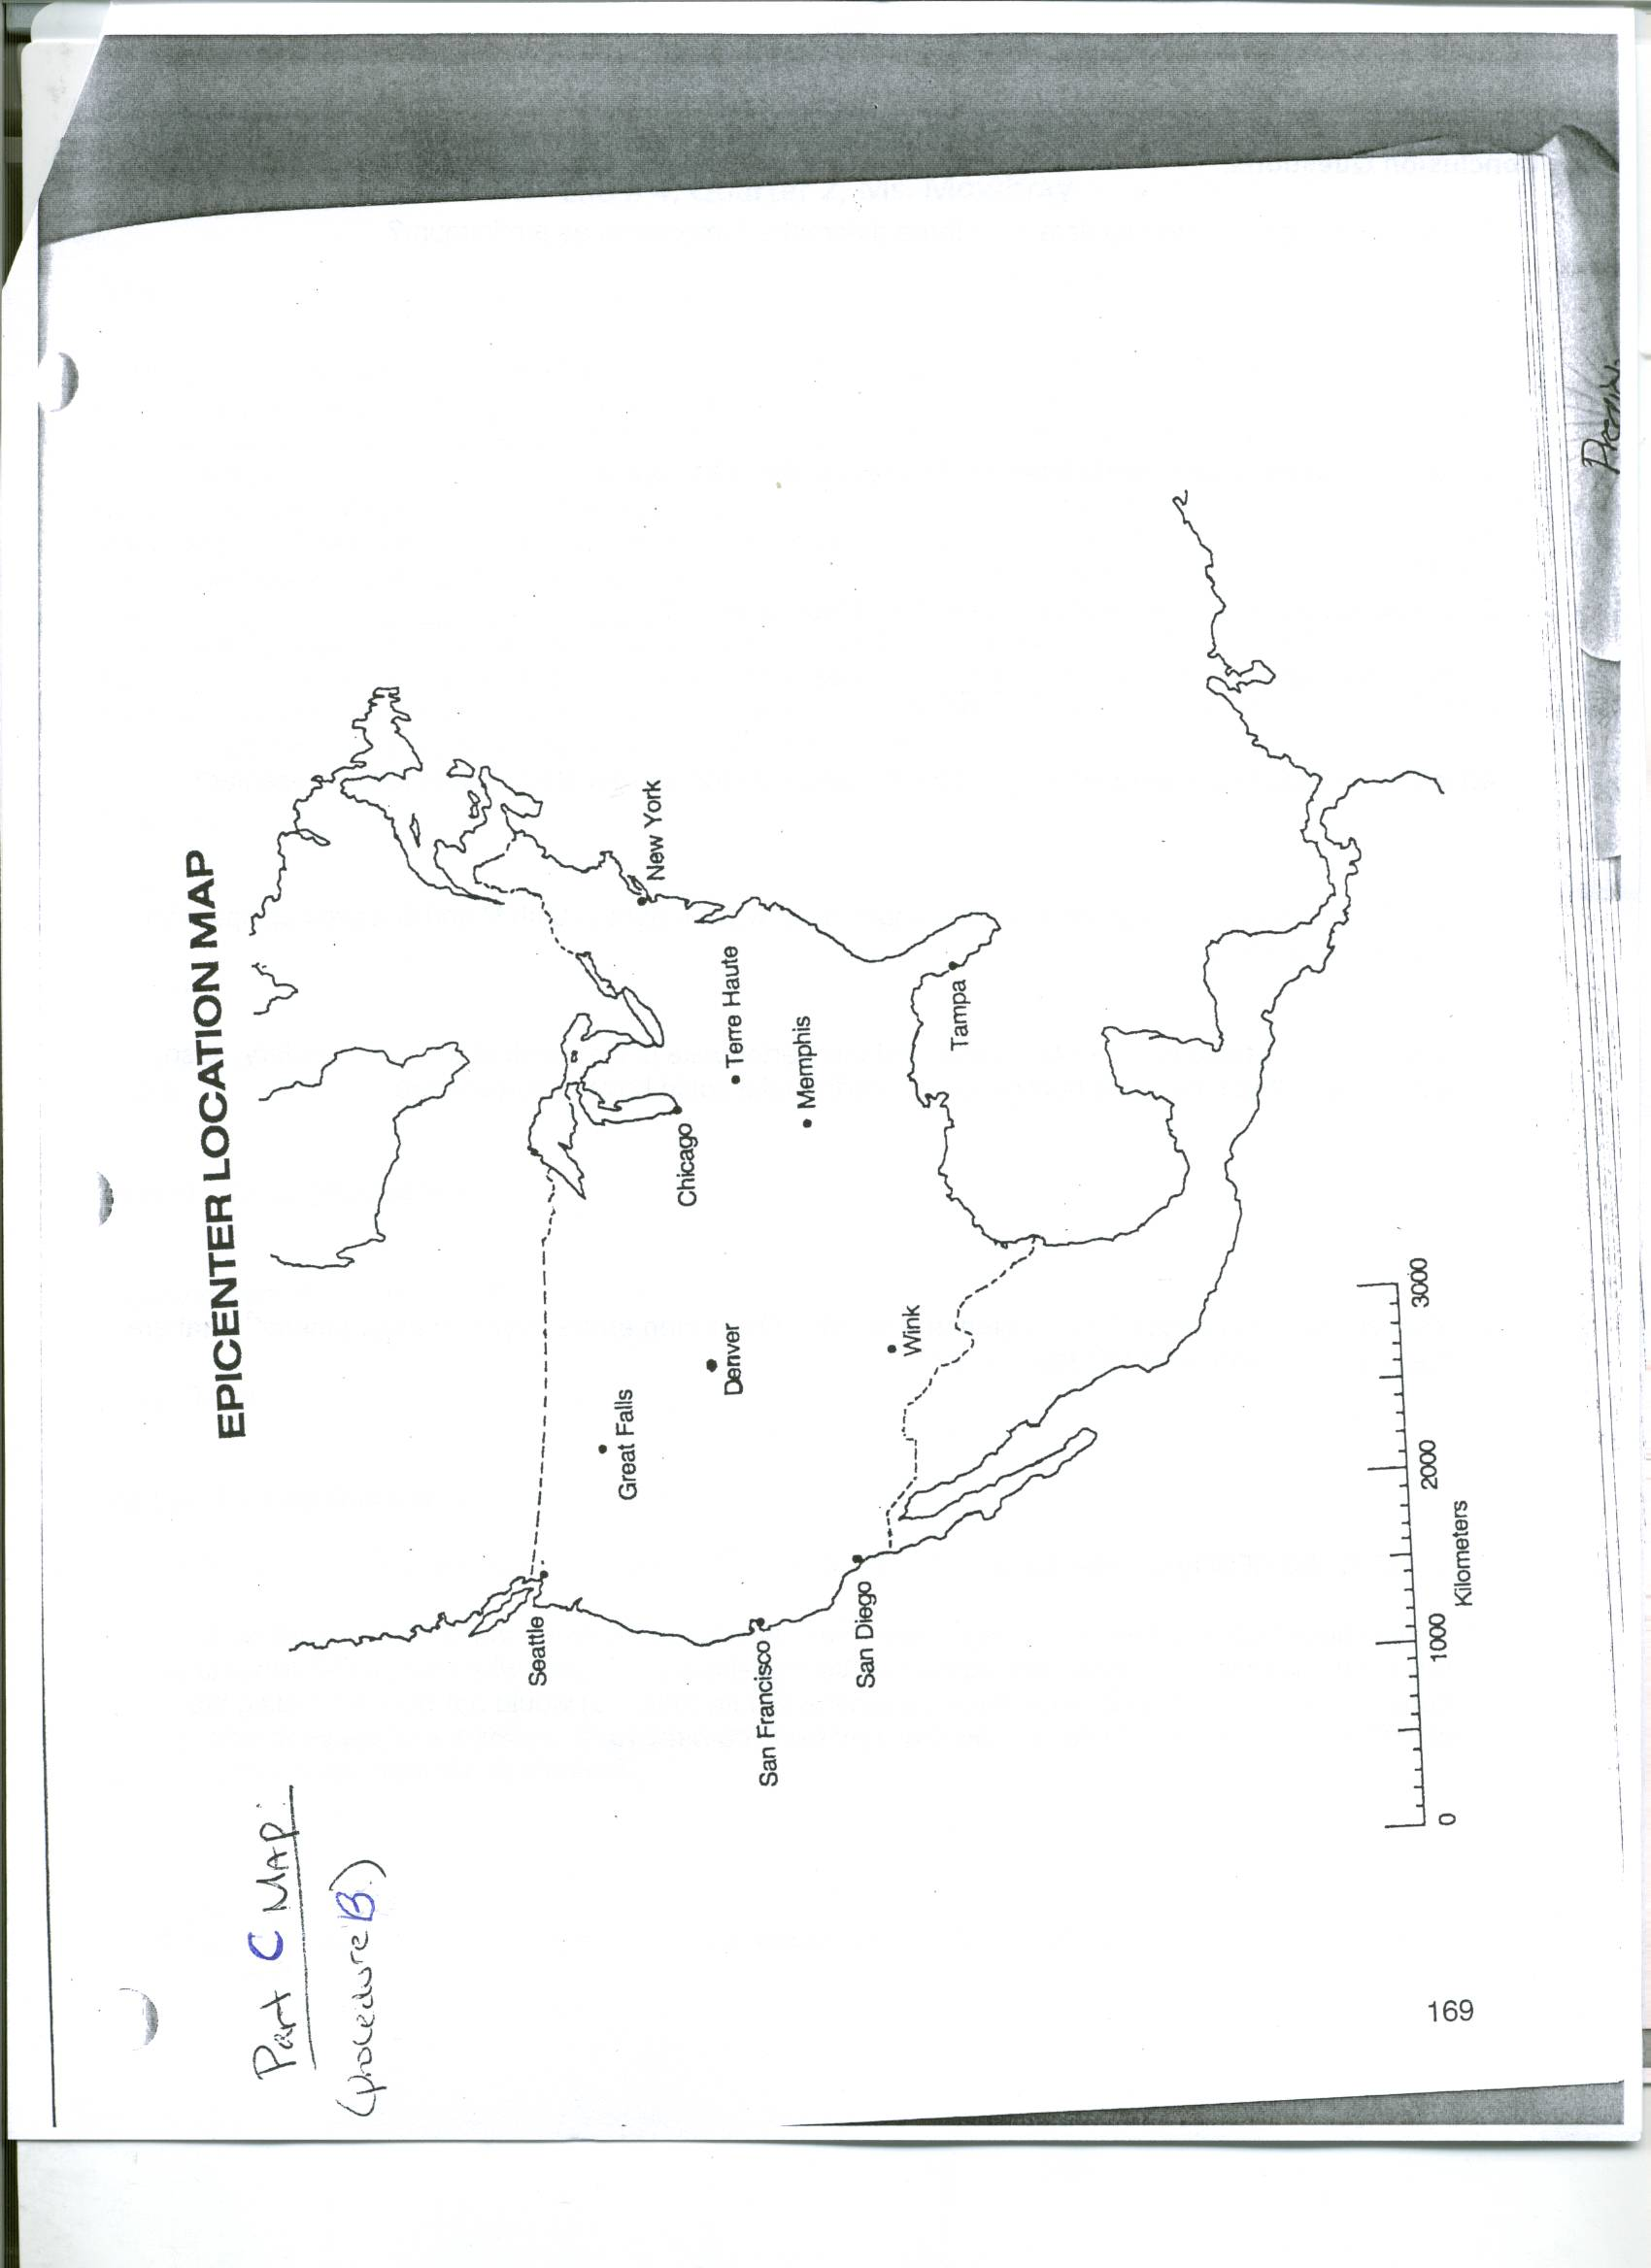 Part C MAP
(procedure B)
EPICENTER LOCATION MAP
Seattle
Great Falls
New York
Chicago
Denver
Terre Haute
San Francisco
Memphis
San Diego
Wink
Tampa
0 1000 2000 3000
Kilometers
169